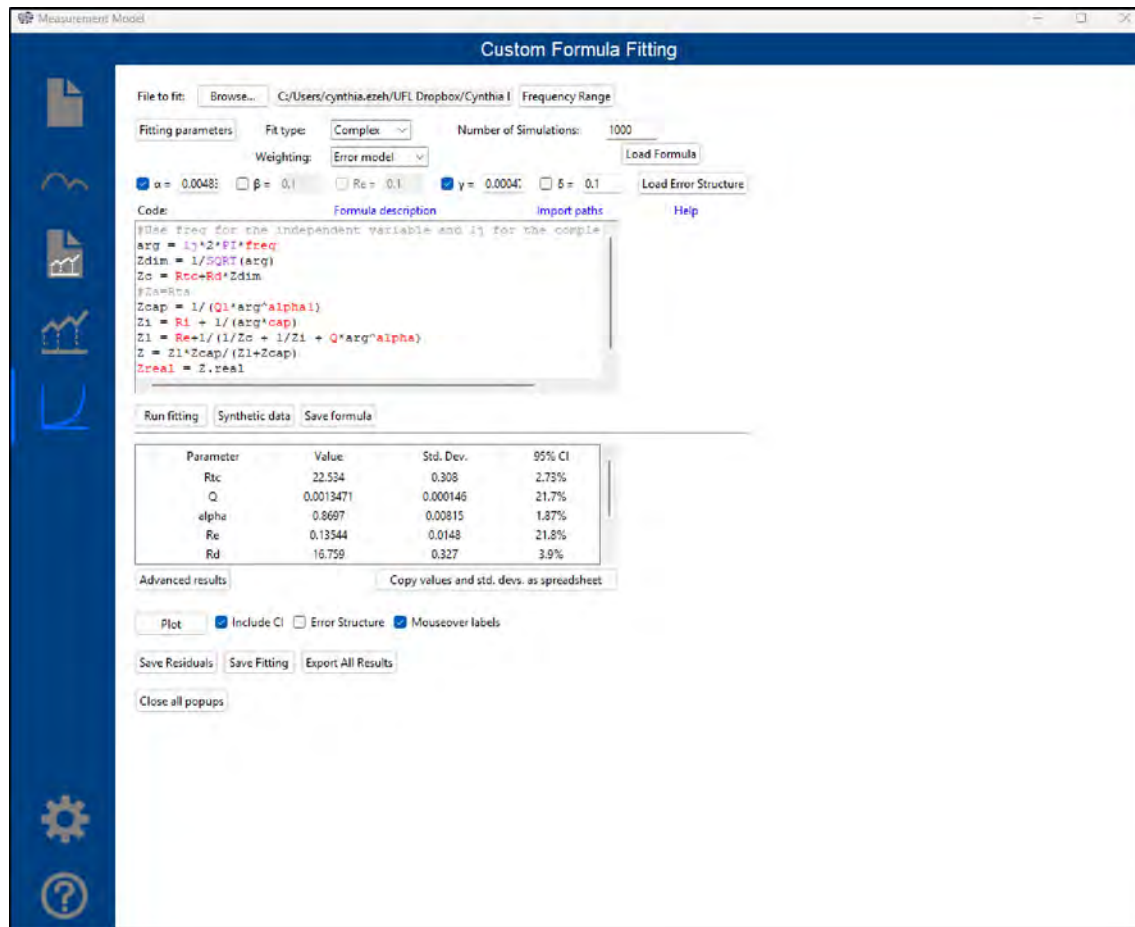 Measurement Model
Custom Formula Fitting
File to fit: Browse... C:/Users/cynthia.ezeh/UFL Dropbox/Cynthia E Frequency Range
Fitting parameters Fit type: Complex Number of Simulations: 1000
Weighting: Error model Load Formula
α = 0.00483 β = 0.1 Re = 0.1 γ = 0.00047 δ = 0.1 Load Error Structure
Code: Formula description Import paths Help
#Use freq for the independent variable and 1j for the comple
arg = 1j*2*PI*freq
Zdim = 1/SQRT(arg)
Zc = Rtc+Rd*Zdim
#Za=Rta
Zcap = 1/(Q1*arg^alpha1)
Zi = Ri + 1/(arg*cap)
Z1 = Re+1/(1/Zc + 1/Zi + Q*arg^alpha)
Z = Z1*Zcap/(Z1+Zcap)
Zreal = Z.real
Run fitting Synthetic data Save formula
Parameter Value Std. Dev. 95% CI
Rtc 22.534 0.308 2.73%
Q 0.0013471 0.000146 21.7%
alpha 0.8697 0.00815 1.87%
Re 0.13544 0.0148 21.8%
Rd 16.759 0.327 3.9%
Advanced results Copy values and std. devs. as spreadsheet
Plot Include CI Error Structure Mouseover labels
Save Residuals Save Fitting Export All Results
Close all popups